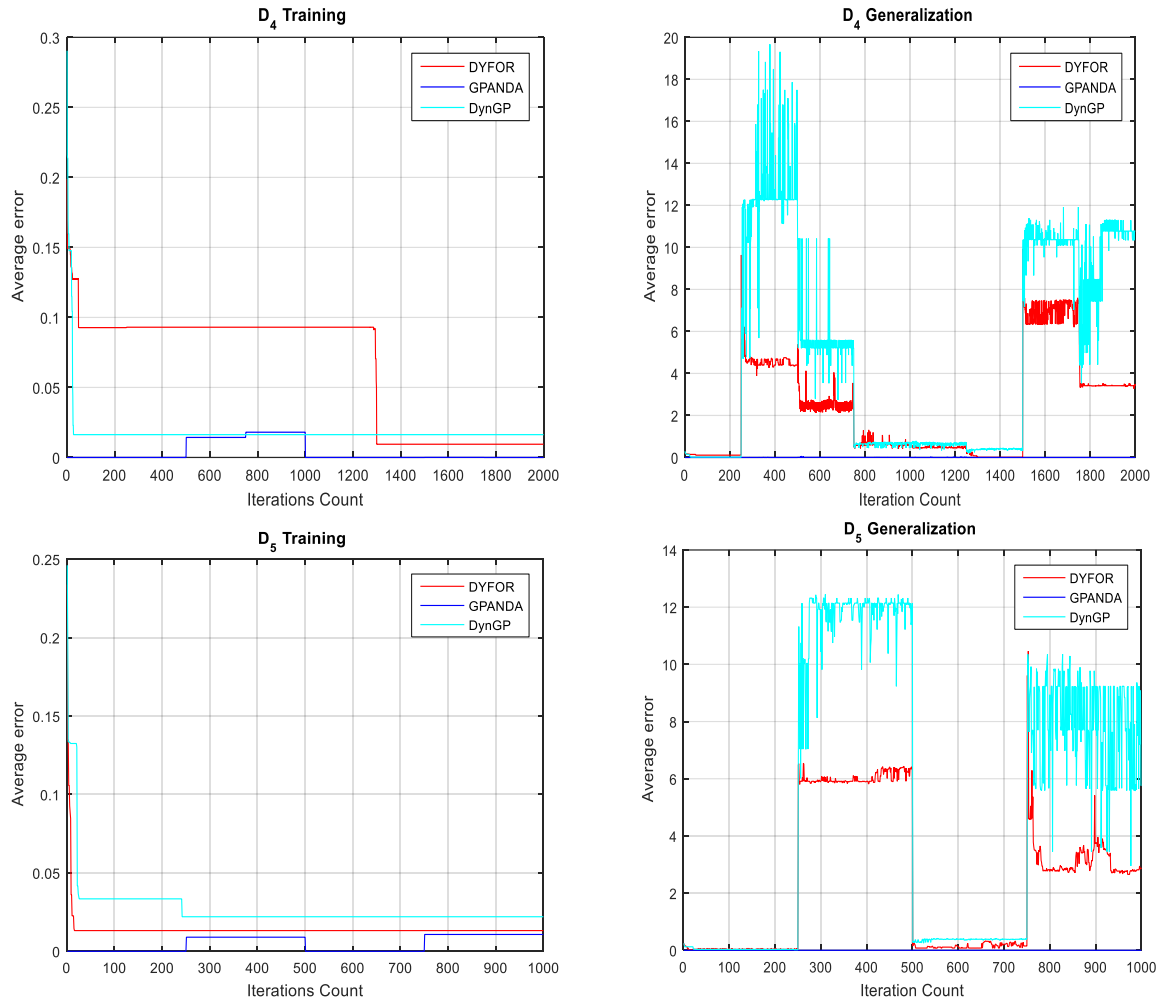 D4 Training
0.3
0.25
0.2
0.15
0.1
0.05
0
Average error
0 200 400 600 800 1000 1200 1400 1600 1800 2000
Iterations Count
DYFOR
GPANDA
DynGP
D4 Generalization
20
18
16
14
12
10
8
6
4
2
0
Average error
0 200 400 600 800 1000 1200 1400 1600 1800 2000
Iteration Count
DYFOR
GPANDA
DynGP
D5 Training
0.25
0.2
0.15
0.1
0.05
0
Average error
0 100 200 300 400 500 600 700 800 900 1000
Iterations Count
DYFOR
GPANDA
DynGP
D5 Generalization
14
12
10
8
6
4
2
0
Average error
0 100 200 300 400 500 600 700 800 900 1000
Iteration Count
DYFOR
GPANDA
DynGP